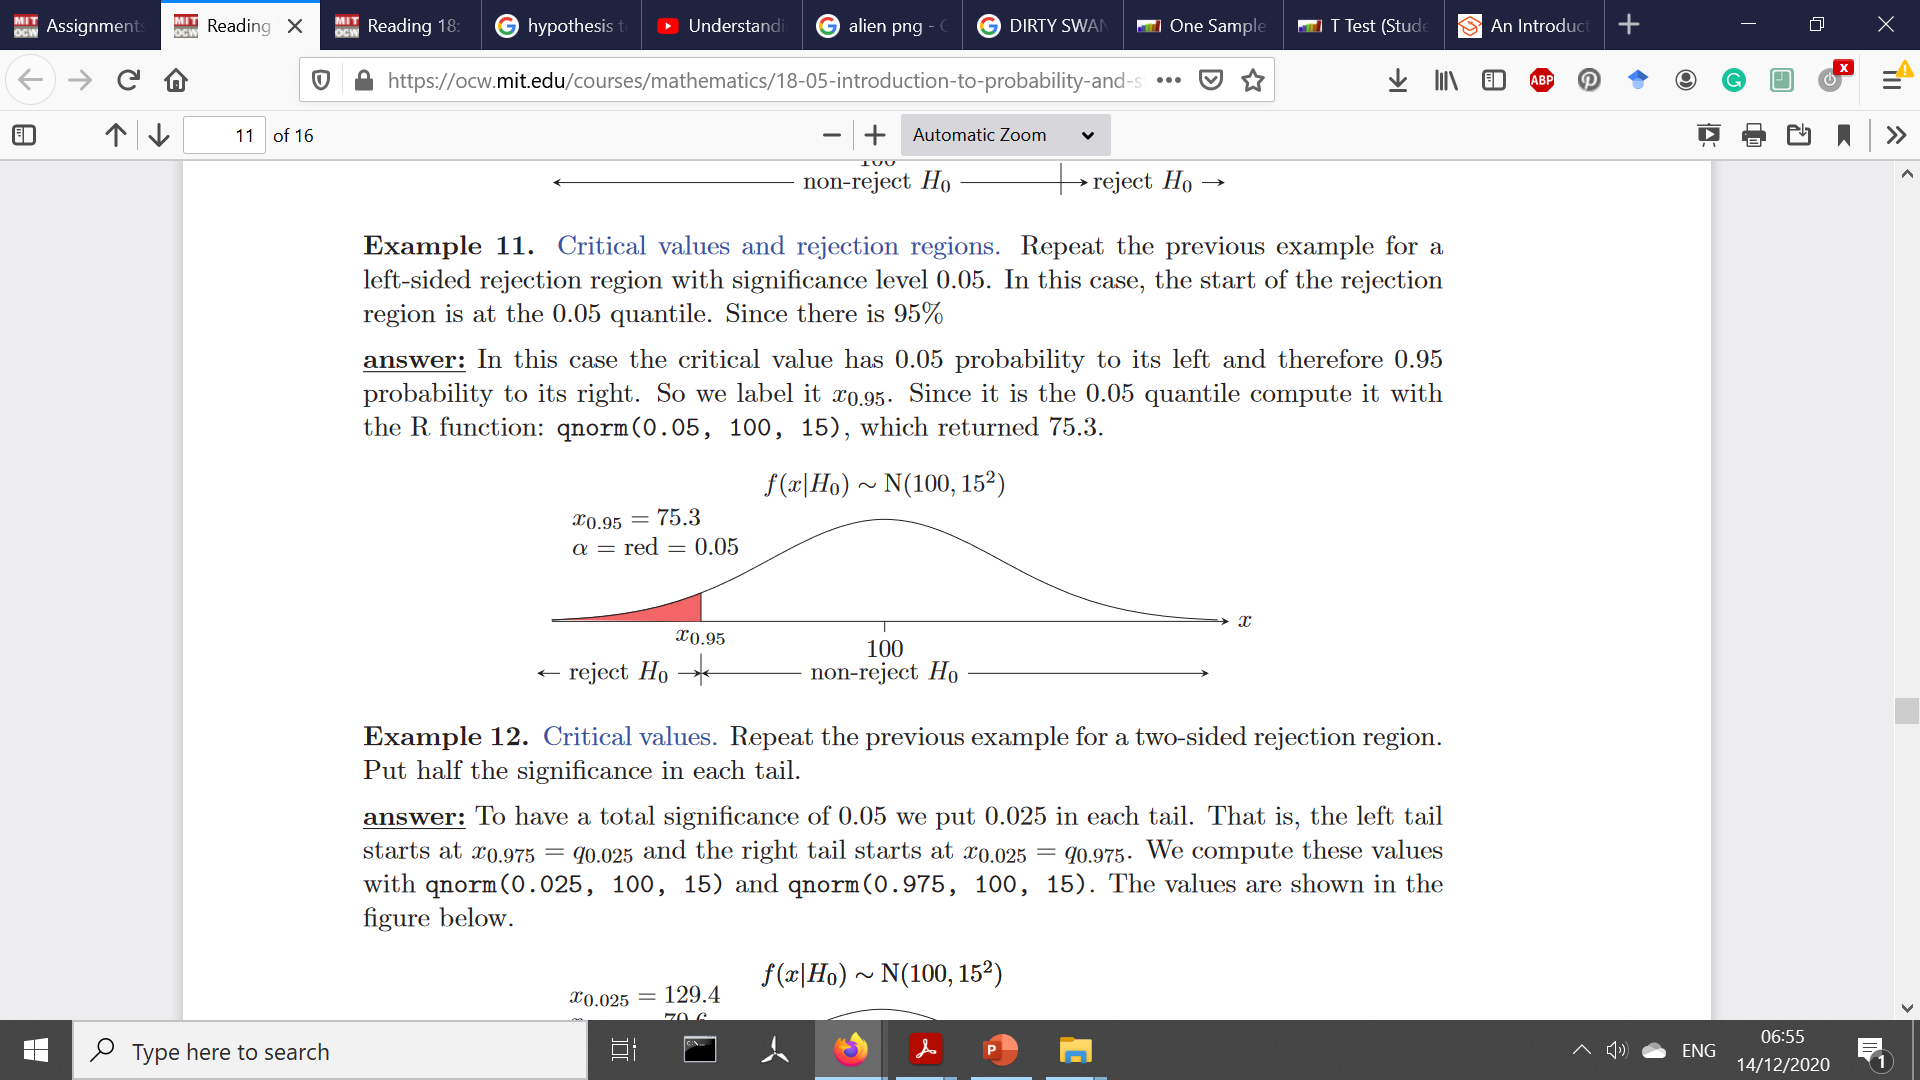 Assignments
Reading
Reading 18:
hypothesis t
Understandi
alien png - G
DIRTY SWAN
One Sample
T Test (Stude
An Introduct
https://ocw.mit.edu/courses/mathematics/18-05-introduction-to-probability-and-s
ABP
11 of 16
Automatic Zoom
100
non-reject H₀ reject H₀
Example 11. Critical values and rejection regions. Repeat the previous example for a
left-sided rejection region with significance level 0.05. In this case, the start of the rejection
region is at the 0.05 quantile. Since there is 95%
answer: In this case the critical value has 0.05 probability to its left and therefore 0.95
probability to its right. So we label it x₀.₉₅. Since it is the 0.05 quantile compute it with
the R function: qnorm(0.05, 100, 15), which returned 75.3.
f(x|H₀) ∼ N(100, 15²)
x₀.₉₅ = 75.3
α = red = 0.05
x
x₀.₉₅
100
reject H₀ non-reject H₀
Example 12. Critical values. Repeat the previous example for a two-sided rejection region.
Put half the significance in each tail.
answer: To have a total significance of 0.05 we put 0.025 in each tail. That is, the left tail
starts at x₀.₉₇₅ = q₀.₀₂₅ and the right tail starts at x₀.₀₂₅ = q₀.₉₇₅. We compute these values
with qnorm(0.025, 100, 15) and qnorm(0.975, 100, 15). The values are shown in the
figure below.
f(x|H₀) ∼ N(100, 15²)
x₀.₀₂₅ = 129.4
Type here to search
ENG
06:55
14/12/2020
1